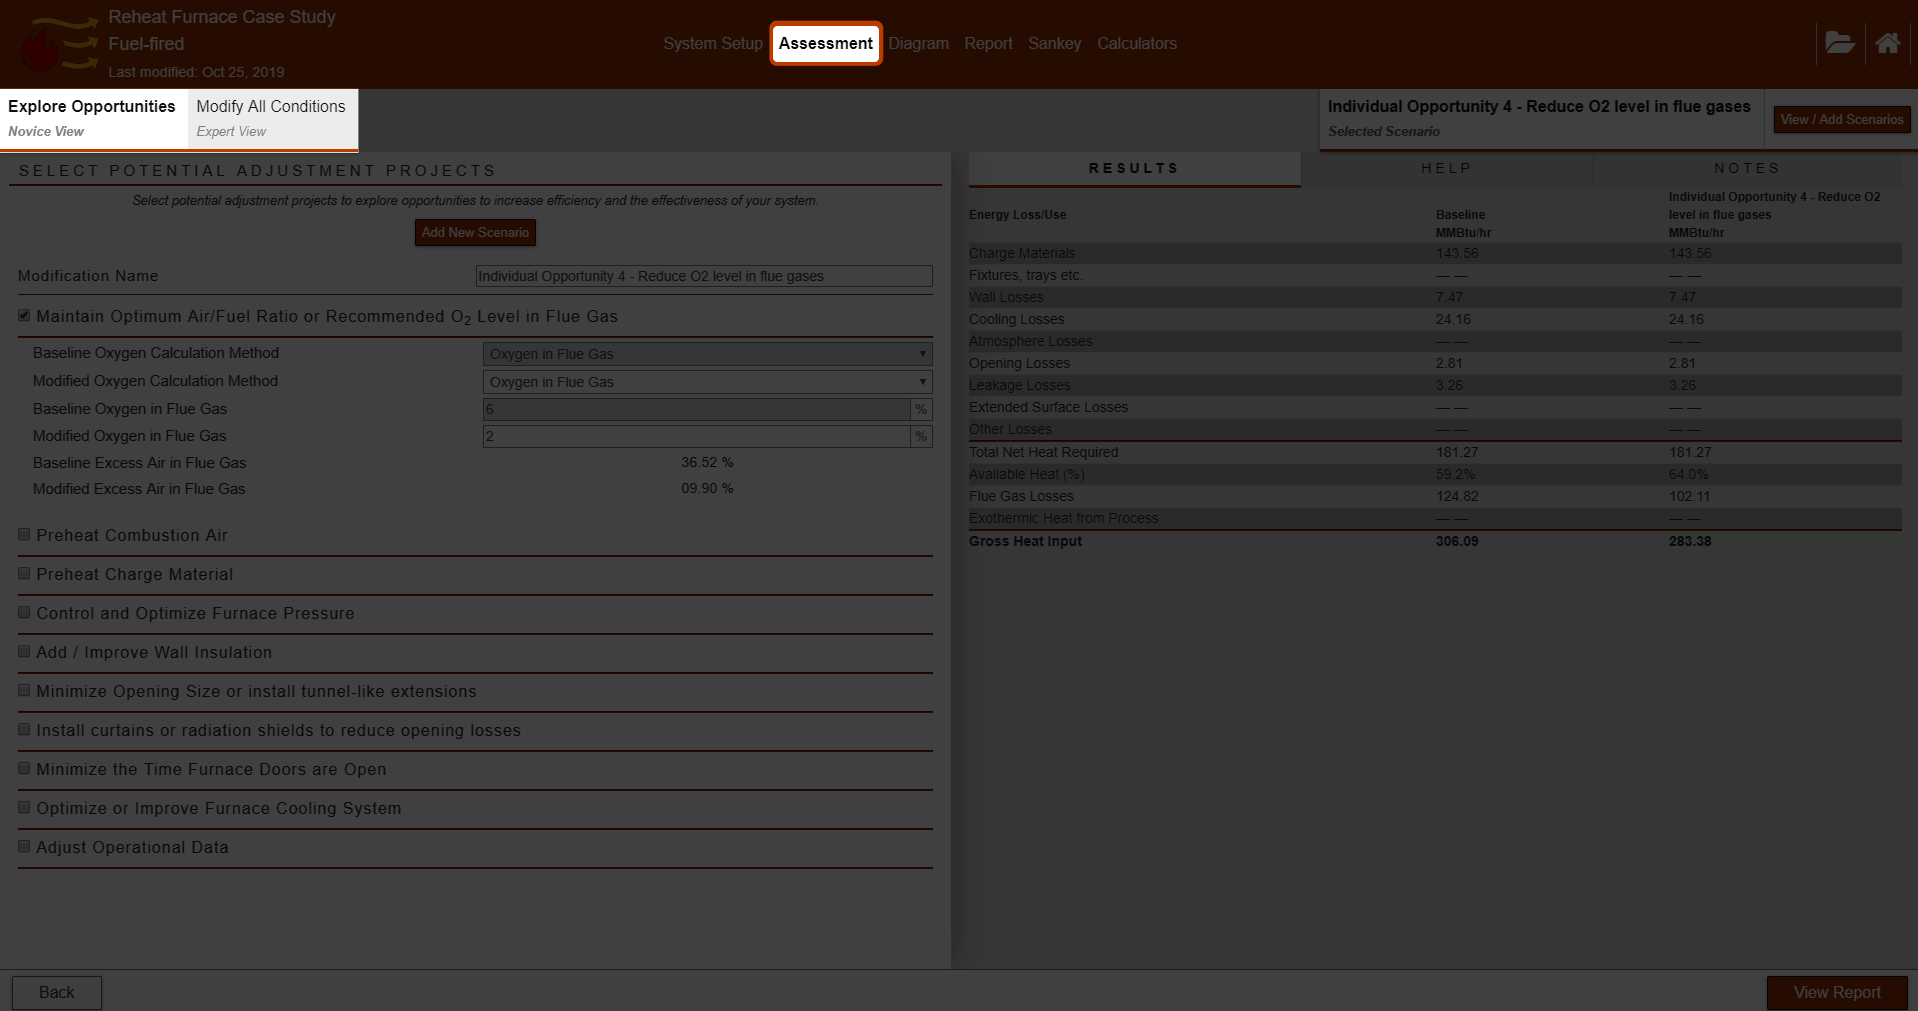 Reheat Furnace Case Study
Fuel-fired
Last modified: Oct 25, 2019
System Setup Assessment Diagram Report Sankey Calculators
Explore Opportunities
Novice View
Modify All Conditions
Expert View
Individual Opportunity 4 - Reduce O2 level in flue gases
Selected Scenario
View / Add Scenarios
SELECT POTENTIAL ADJUSTMENT PROJECTS
Select potential adjustment projects to explore opportunities to increase efficiency and the effectiveness of your system.
Add New Scenario
Modification Name Individual Opportunity 4 - Reduce O2 level in flue gases
Maintain Optimum Air/Fuel Ratio or Recommended O₂ Level in Flue Gas
Baseline Oxygen Calculation Method Oxygen in Flue Gas
Modified Oxygen Calculation Method Oxygen in Flue Gas
Baseline Oxygen in Flue Gas 6 %
Modified Oxygen in Flue Gas 2 %
Baseline Excess Air in Flue Gas 36.52 %
Modified Excess Air in Flue Gas 09.90 %
Preheat Combustion Air
Preheat Charge Material
Control and Optimize Furnace Pressure
Add / Improve Wall Insulation
Minimize Opening Size or install tunnel-like extensions
Install curtains or radiation shields to reduce opening losses
Minimize the Time Furnace Doors are Open
Optimize or Improve Furnace Cooling System
Adjust Operational Data
RESULTS HELP NOTES
Energy Loss/Use
Baseline
MMBtu/hr
Individual Opportunity 4 - Reduce O2
level in flue gases
MMBtu/hr
Charge Materials 143.56 143.56
Fixtures, trays etc. — — — —
Wall Losses 7.47 7.47
Cooling Losses 24.16 24.16
Atmosphere Losses — — — —
Opening Losses 2.81 2.81
Leakage Losses 3.26 3.26
Extended Surface Losses — — — —
Other Losses — — — —
Total Net Heat Required 181.27 181.27
Available Heat (%) 59.2% 64.0%
Flue Gas Losses 124.82 102.11
Exothermic Heat from Process — — — —
Gross Heat Input 306.09 283.38
Back
View Report